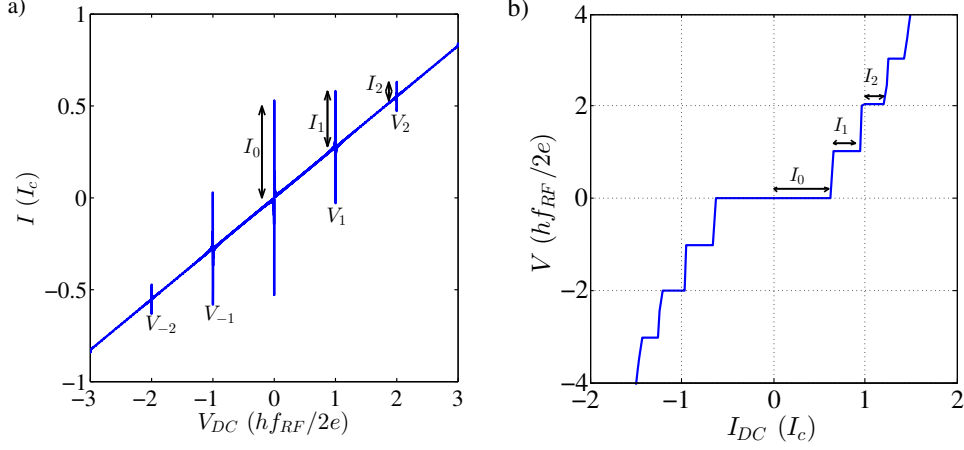 a)
1
0.5
0
−0.5
−1
I (I_c)
I_0
I_1
I_2
V_2
V_1
V_{-1}
V_{-2}
−3 −2 −1 0 1 2 3
V_{DC} (hf_{RF}/2e)
b)
4
2
0
−2
−4
V (hf_{RF}/2e)
I_2
I_1
I_0
−2 −1 0 1 2
I_{DC} (I_c)